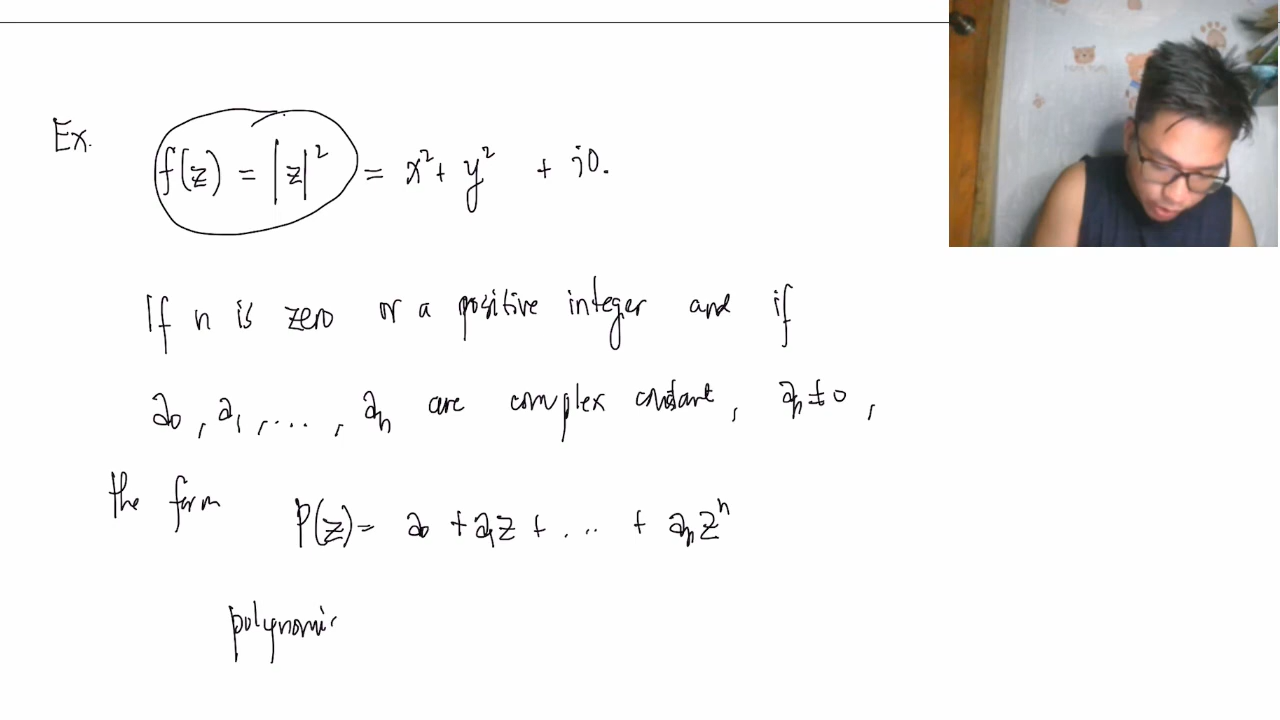 Ex. f(z) = |z|² = x² + y² + j0.
If n is zero or a positive integer and if
a₀, a₁, ..., aₙ are complex constant, aₙ ≠ 0,
the form P(z) = a₀ + a₁z + ... + aₙzⁿ
polynomi